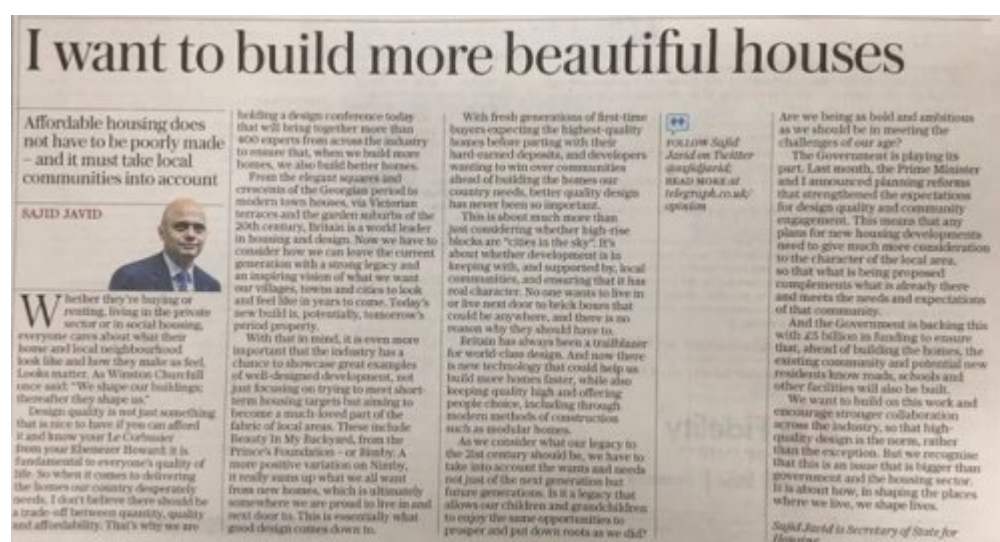 I want to build more beautiful houses
Affordable housing does
not have to be poorly made
– and it must take local
communities into account
SAJID JAVID
Whether they're buying or
renting, living in the private
sector or in social housing,
everyone cares about what their
home and local neighbourhood
look like and how they make us feel.
Looks matter. As Winston Churchill
once said: "We shape our buildings;
thereafter they shape us."
Design quality is not just something
that is nice to have if you can afford
it and know your Le Corbusier
from your Ebenezer Howard: it is
fundamental to everyone's quality of
life. So when it comes to delivering
the homes our country desperately
needs, I don't believe there should be
a trade-off between quantity, quality
and affordability. That's why we are
holding a design conference today
that will bring together more than
400 experts from across the industry
to ensure that, when we build more
homes, we also build better homes.
From the elegant squares and
crescents of the Georgian period to
modern town houses, via Victorian
terraces and the garden suburbs of the
20th century, Britain is a world leader
in housing and design. Now we have to
consider how we can leave the current
generation with a strong legacy and
an inspiring vision of what we want
our villages, towns and cities to look
and feel like in years to come. Today's
new build is, potentially, tomorrow's
period property.
With that in mind, it is even more
important that the industry has a
chance to showcase great examples
of well-designed development, not
just focusing on trying to meet short-
term housing targets but aiming to
become a much-loved part of the
fabric of local areas. These include
Beauty In My Backyard, from the
Prince's Foundation – or Bimby. A
more positive variation on Nimby,
it really sums up what we all want
from new homes, which is ultimately
somewhere we are proud to live in and
next door to. This is essentially what
good design comes down to.
With fresh generations of first-time
buyers expecting the highest-quality
homes before parting with their
hard-earned deposits, and developers
wanting to win over communities
ahead of building the homes our
country needs, better quality design
has never been so important.
This is about much more than
just considering whether high-rise
blocks are "cities in the sky". It's
about whether development is in
keeping with, and supported by, local
communities, and ensuring that it has
real character. No one wants to live in
or live next door to brick boxes that
could be anywhere, and there is no
reason why they should have to.
Britain has always been a trailblazer
for world-class design. And now there
is new technology that could help us
build more homes faster, while also
keeping quality high and offering
people choice, including through
modern methods of construction
such as modular homes.
As we consider what our legacy to
the 21st century should be, we have to
take into account the wants and needs
not just of the next generation but
future generations. Is it a legacy that
allows our children and grandchildren
to enjoy the same opportunities to
prosper and put down roots as we did?
FOLLOW Sajid
Javid on Twitter
@sajidjavid;
READ MORE at
telegraph.co.uk/
opinion
Are we being as bold and ambitious
as we should be in meeting the
challenges of our age?
The Government is playing its
part. Last month, the Prime Minister
and I announced planning reforms
that strengthened the expectations
for design quality and community
engagement. This means that any
plans for new housing developments
need to give much more consideration
to the character of the local area,
so that what is being proposed
complements what is already there
and meets the needs and expectations
of that community.
And the Government is backing this
with £5 billion in funding to ensure
that, ahead of building the homes, the
existing community and potential new
residents know roads, schools and
other facilities will also be built.
We want to build on this work and
encourage stronger collaboration
across the industry, so that high-
quality design is the norm, rather
than the exception. But we recognise
that this is an issue that is bigger than
government and the housing sector.
It is about how, in shaping the places
where we live, we shape lives.
Sajid Javid is Secretary of State for
Housing